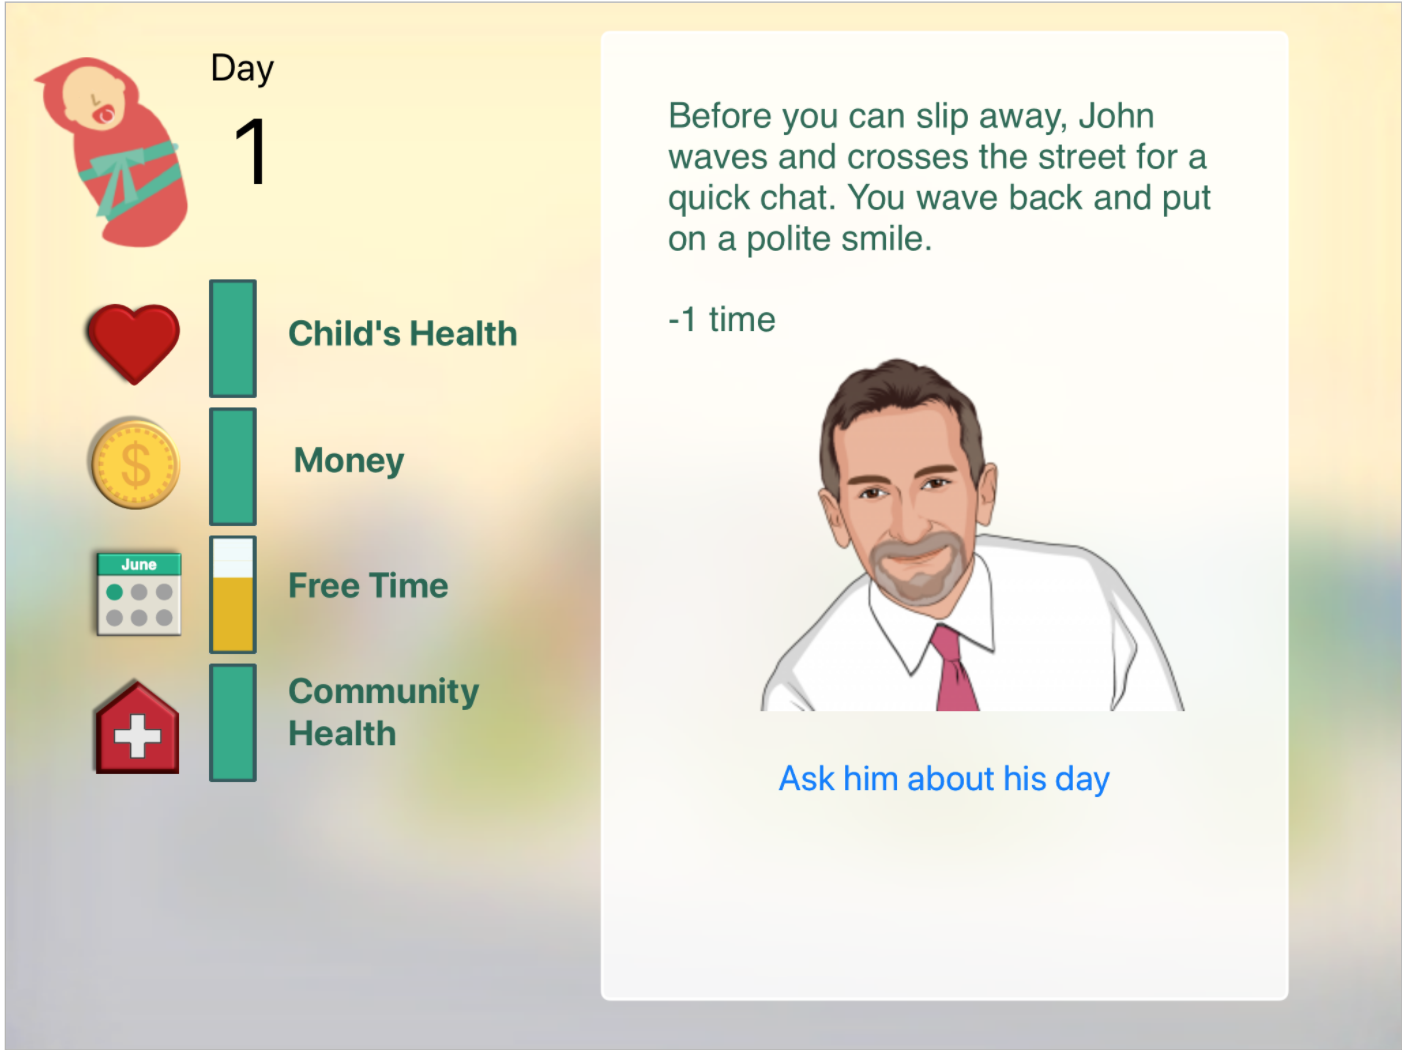 Day
1
Child's Health
$
Money
June
Free Time
Community
Health
Before you can slip away, John
waves and crosses the street for a
quick chat. You wave back and put
on a polite smile.
-1 time
Ask him about his day